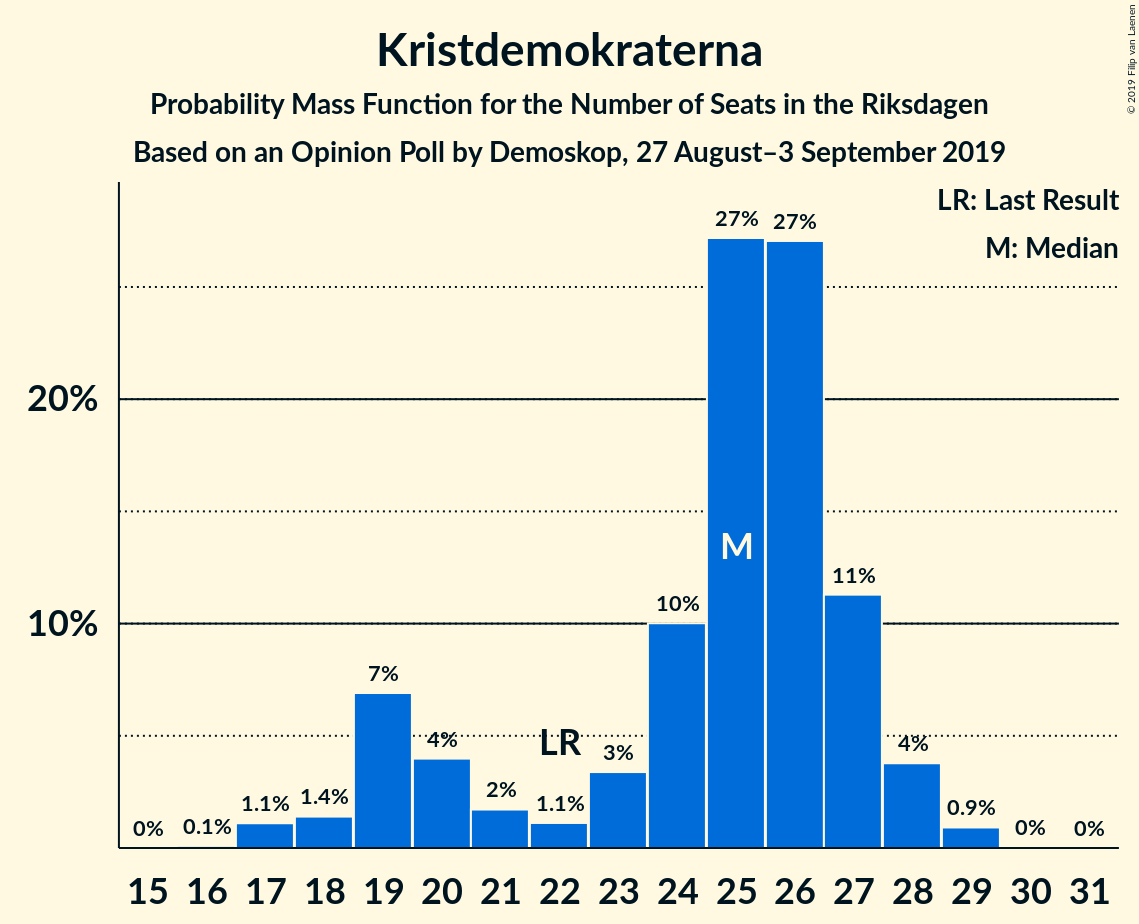 Kristdemokraterna
Probability Mass Function for the Number of Seats in the Riksdagen
Based on an Opinion Poll by Demoskop, 27 August–3 September 2019
© 2019 Filip van Laenen
LR: Last Result
M: Median
20%
10%
0% 0.1% 1.1% 1.4% 7% 4% 2% 1.1% 3% 10% 27% 27% 11% 4% 0.9% 0% 0%
LR
M
15 16 17 18 19 20 21 22 23 24 25 26 27 28 29 30 31